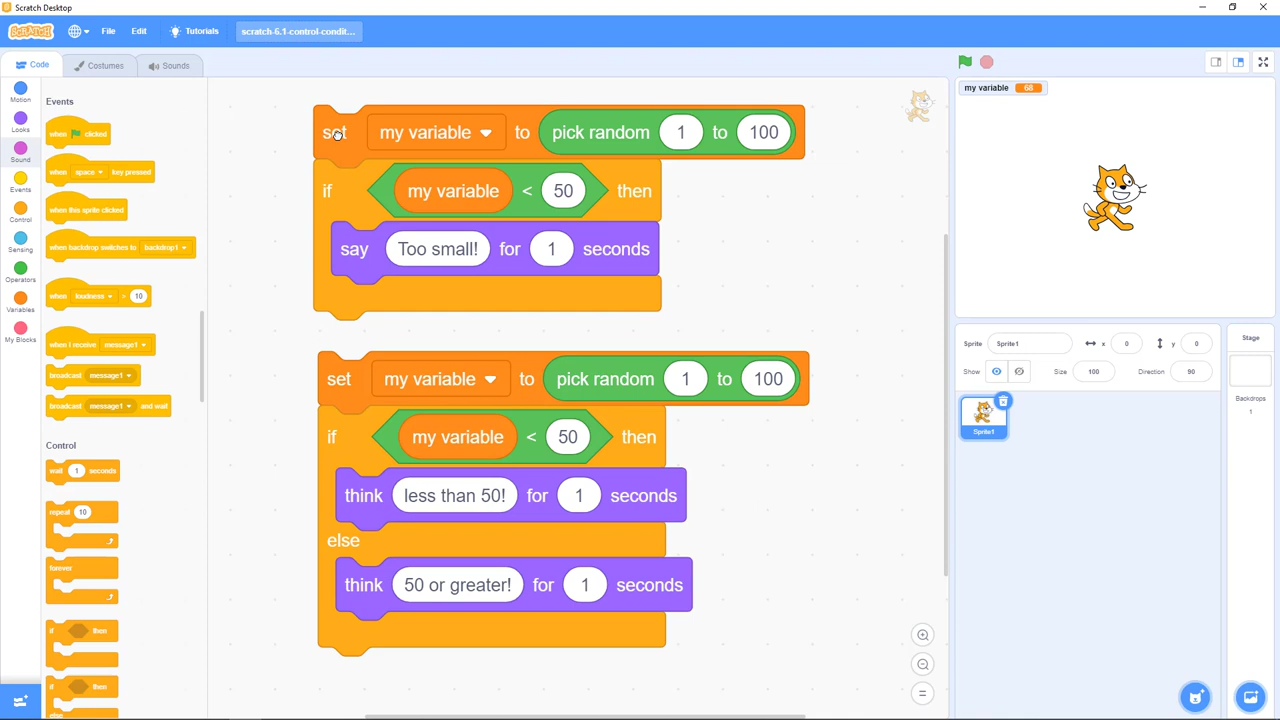 Scratch Desktop
SCRATCH File Edit Tutorials scratch-6.1-control-condit...
Code Costumes Sounds
Motion
Looks
Sound
Events
Control
Sensing
Operators
Variables
My Blocks
Events
when clicked
when space key pressed
when this sprite clicked
when backdrop switches to backdrop1
when loudness > 10
when I receive message1
broadcast message1
broadcast message1 and wait
Control
wait 1 seconds
repeat 10
forever
if then
if then
else
set my variable to pick random 1 to 100
if my variable < 50 then
say Too small! for 1 seconds
set my variable to pick random 1 to 100
if my variable < 50 then
think less than 50! for 1 seconds
else
think 50 or greater! for 1 seconds
my variable 68
Sprite Sprite1 x 0 y 0
Show Size 100 Direction 90
Sprite1
Stage
Backdrops
1